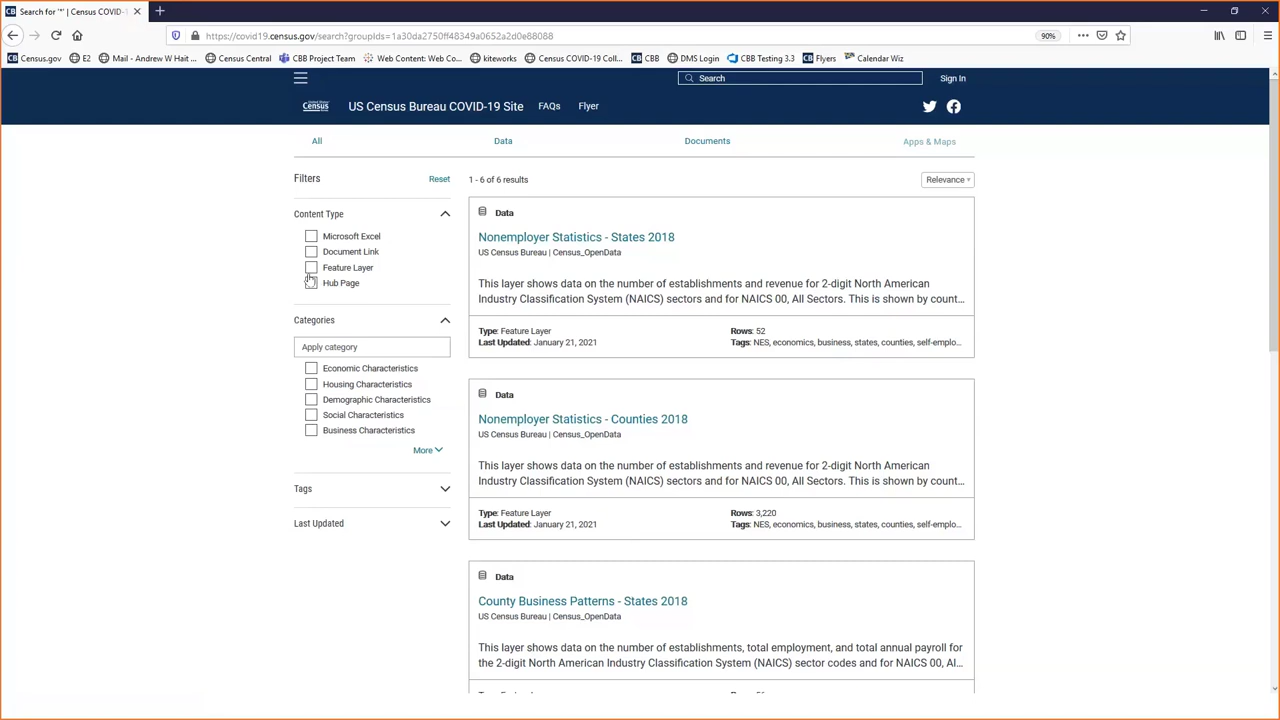 Search for '*' | Census COVID-1
https://covid19.census.gov/search?groupIds=1a30da2750ff48349a0652a2d0e88088
90%
Census.gov
E2
Mail - Andrew W Hait ...
Census Central
CBB Project Team
Web Content: Web Co...
kiteworks
Census COVID-19 Coll...
CBB
DMS Login
CBB Testing 3.3
Flyers
Calendar Wiz
Search
Sign In
Census
US Census Bureau COVID-19 Site
FAQs
Flyer
All
Data
Documents
Apps & Maps
Filters
Reset
1 - 6 of 6 results
Relevance
Content Type
Microsoft Excel
Document Link
Feature Layer
Hub Page
Categories
Apply category
Economic Characteristics
Housing Characteristics
Demographic Characteristics
Social Characteristics
Business Characteristics
More
Tags
Last Updated
Data
Nonemployer Statistics - States 2018
US Census Bureau | Census_OpenData
This layer shows data on the number of establishments and revenue for 2-digit North American
Industry Classification System (NAICS) sectors and for NAICS 00, All Sectors. This is shown by count...
Type: Feature Layer
Rows: 52
Last Updated: January 21, 2021
Tags: NES, economics, business, states, counties, self-emplo...
Data
Nonemployer Statistics - Counties 2018
US Census Bureau | Census_OpenData
This layer shows data on the number of establishments and revenue for 2-digit North American
Industry Classification System (NAICS) sectors and for NAICS 00, All Sectors. This is shown by count...
Type: Feature Layer
Rows: 3,220
Last Updated: January 21, 2021
Tags: NES, economics, business, states, counties, self-emplo...
Data
County Business Patterns - States 2018
US Census Bureau | Census_OpenData
This layer shows data on the number of establishments, total employment, and total annual payroll for
the 2-digit North American Industry Classification System (NAICS) sector codes and for NAICS 00, Al...